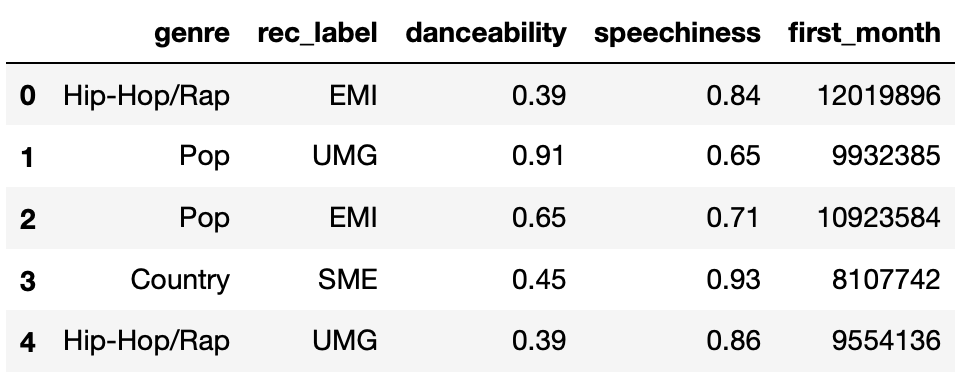 genre rec_label danceability speechiness first_month
0 Hip-Hop/Rap EMI 0.39 0.84 12019896
1 Pop UMG 0.91 0.65 9932385
2 Pop EMI 0.65 0.71 10923584
3 Country SME 0.45 0.93 8107742
4 Hip-Hop/Rap UMG 0.39 0.86 9554136